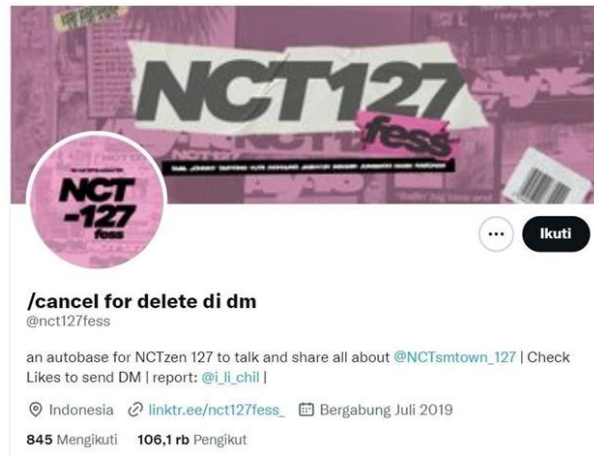 NCT127
fess
NCT
-127
fess
Ikuti
/cancel for delete di dm
@nct127fess
an autobase for NCTzen 127 to talk and share all about @NCTsmtown_127 | Check
Likes to send DM | report: @i_li_chil |
Indonesia linktr.ee/nct127fess_ Bergabung Juli 2019
845 Mengikuti 106,1 rb Pengikut